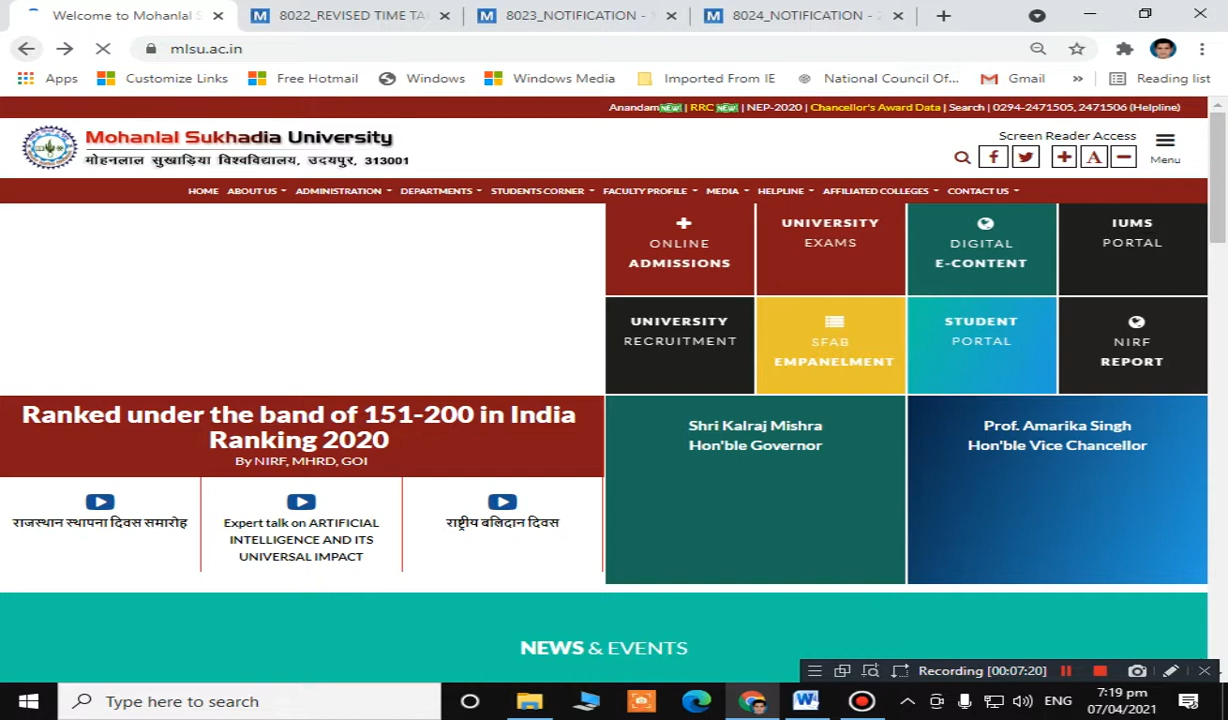 Welcome to Mohanlal S
8022_REVISED TIME TA
8023_NOTIFICATION -
8024_NOTIFICATION -
mlsu.ac.in
Apps
Customize Links
Free Hotmail
Windows
Windows Media
Imported From IE
National Council Of...
Gmail
»
Reading list
Anandam NEW | RRC NEW | NEP-2020 | Chancellor's Award Data | Search | 0294-2471505, 2471506 (Helpline)
Mohanlal Sukhadia University
मोहनलाल सुखाड़िया विश्वविद्यालय, उदयपुर, 313001
Screen Reader Access
A
Menu
HOME ABOUT US ADMINISTRATION DEPARTMENTS STUDENTS CORNER FACULTY PROFILE MEDIA HELPLINE AFFILIATED COLLEGES CONTACT US
ONLINE
ADMISSIONS
UNIVERSITY
EXAMS
DIGITAL
E-CONTENT
IUMS
PORTAL
UNIVERSITY
RECRUITMENT
SFAB
EMPANELMENT
STUDENT
PORTAL
NIRF
REPORT
Ranked under the band of 151-200 in India
Ranking 2020
By NIRF, MHRD, GOI
Shri Kalraj Mishra
Hon'ble Governor
Prof. Amarika Singh
Hon'ble Vice Chancellor
राजस्थान स्थापना दिवस समारोह
Expert talk on ARTIFICIAL
INTELLIGENCE AND ITS
UNIVERSAL IMPACT
राष्ट्रीय बलिदान दिवस
NEWS & EVENTS
Recording [00:07:20]
Type here to search
ENG
7:19 pm
07/04/2021